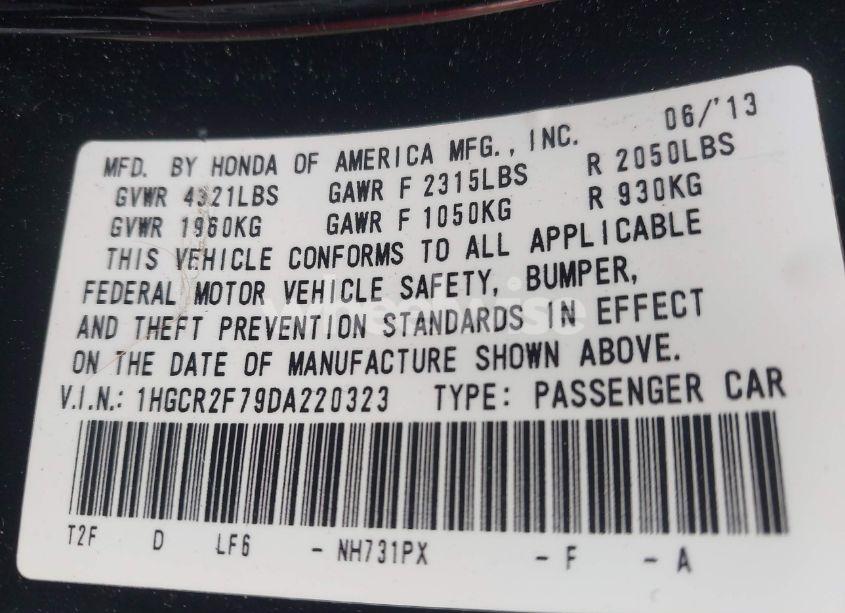 06/'13
MFD. BY HONDA OF AMERICA MFG., INC.
GVWR 4321LBS GAWR F 2315LBS R 2050LBS
GVWR 1960KG GAWR F 1050KG R 930KG
THIS VEHICLE CONFORMS TO ALL APPLICABLE
FEDERAL MOTOR VEHICLE SAFETY, BUMPER,
AND THEFT PREVENTION STANDARDS IN EFFECT
ON THE DATE OF MANUFACTURE SHOWN ABOVE.
V.I.N.: 1HGCR2F79DA220323 TYPE: PASSENGER CAR
T2F D LF6 - NH731PX - F - A